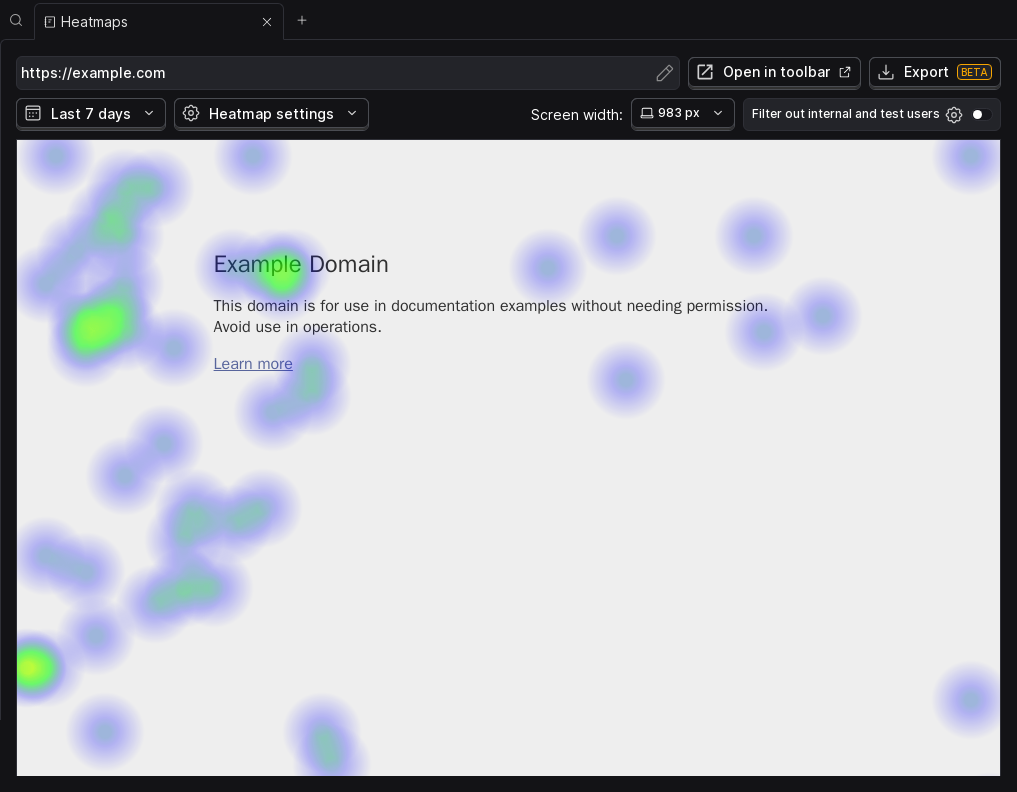 Heatmaps
https://example.com
Open in toolbar
Export BETA
Last 7 days
Heatmap settings
Screen width:
983 px
Filter out internal and test users
Example Domain
This domain is for use in documentation examples without needing permission.
Avoid use in operations.
Learn more